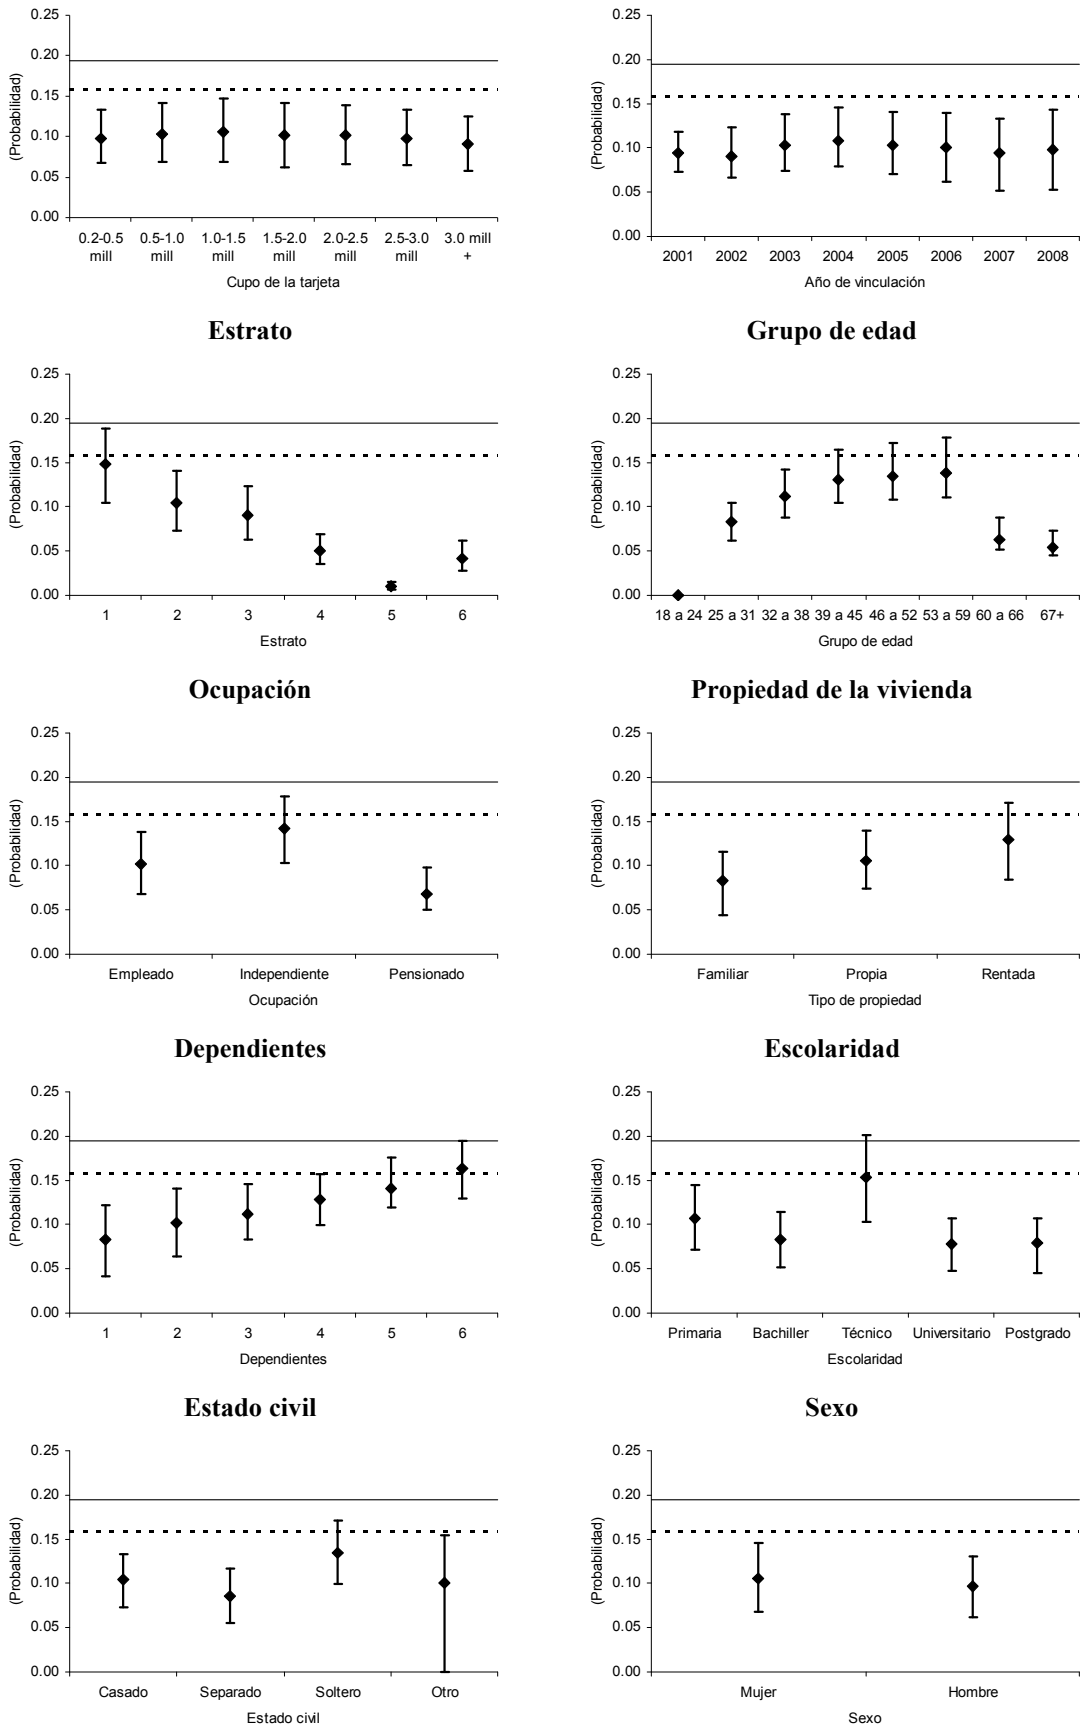 0.25
0.20
0.15
0.10
0.05
0.00
(Probabilidad)
0.2-0.5 mill
0.5-1.0 mill
1.0-1.5 mill
1.5-2.0 mill
2.0-2.5 mill
2.5-3.0 mill
3.0 mill +
Cupo de la tarjeta
0.25
0.20
0.15
0.10
0.05
0.00
(Probabilidad)
2001 2002 2003 2004 2005 2006 2007 2008
Año de vinculación
Estrato
0.25
0.20
0.15
0.10
0.05
0.00
(Probabilidad)
1 2 3 4 5 6
Estrato
Grupo de edad
0.25
0.20
0.15
0.10
0.05
0.00
(Probabilidad)
18 a 24 25 a 31 32 a 38 39 a 45 46 a 52 53 a 59 60 a 66 67+
Grupo de edad
Ocupación
0.25
0.20
0.15
0.10
0.05
0.00
(Probabilidad)
Empleado Independiente Pensionado
Ocupación
Propiedad de la vivienda
0.25
0.20
0.15
0.10
0.05
0.00
(Probabilidad)
Familiar Propia Rentada
Tipo de propiedad
Dependientes
0.25
0.20
0.15
0.10
0.05
0.00
(Probabilidad)
1 2 3 4 5 6
Dependientes
Escolaridad
0.25
0.20
0.15
0.10
0.05
0.00
(Probabilidad)
Primaria Bachiller Técnico Universitario Postgrado
Escolaridad
Estado civil
0.25
0.20
0.15
0.10
0.05
0.00
(Probabilidad)
Casado Separado Soltero Otro
Estado civil
Sexo
0.25
0.20
0.15
0.10
0.05
0.00
(Probabilidad)
Mujer Hombre
Sexo